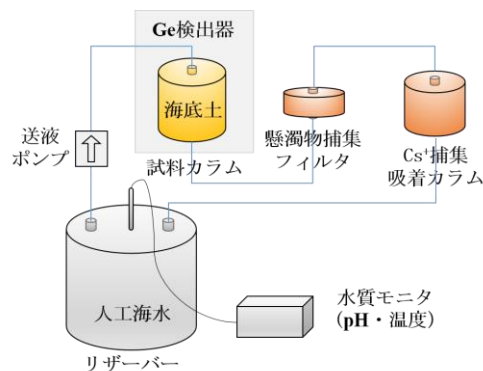 Ge検出器
海底土
試料カラム
送液
ポンプ
懸濁物捕集
フィルタ
Cs⁺捕集
吸着カラム
人工海水
リザーバー
水質モニタ
(pH・温度)